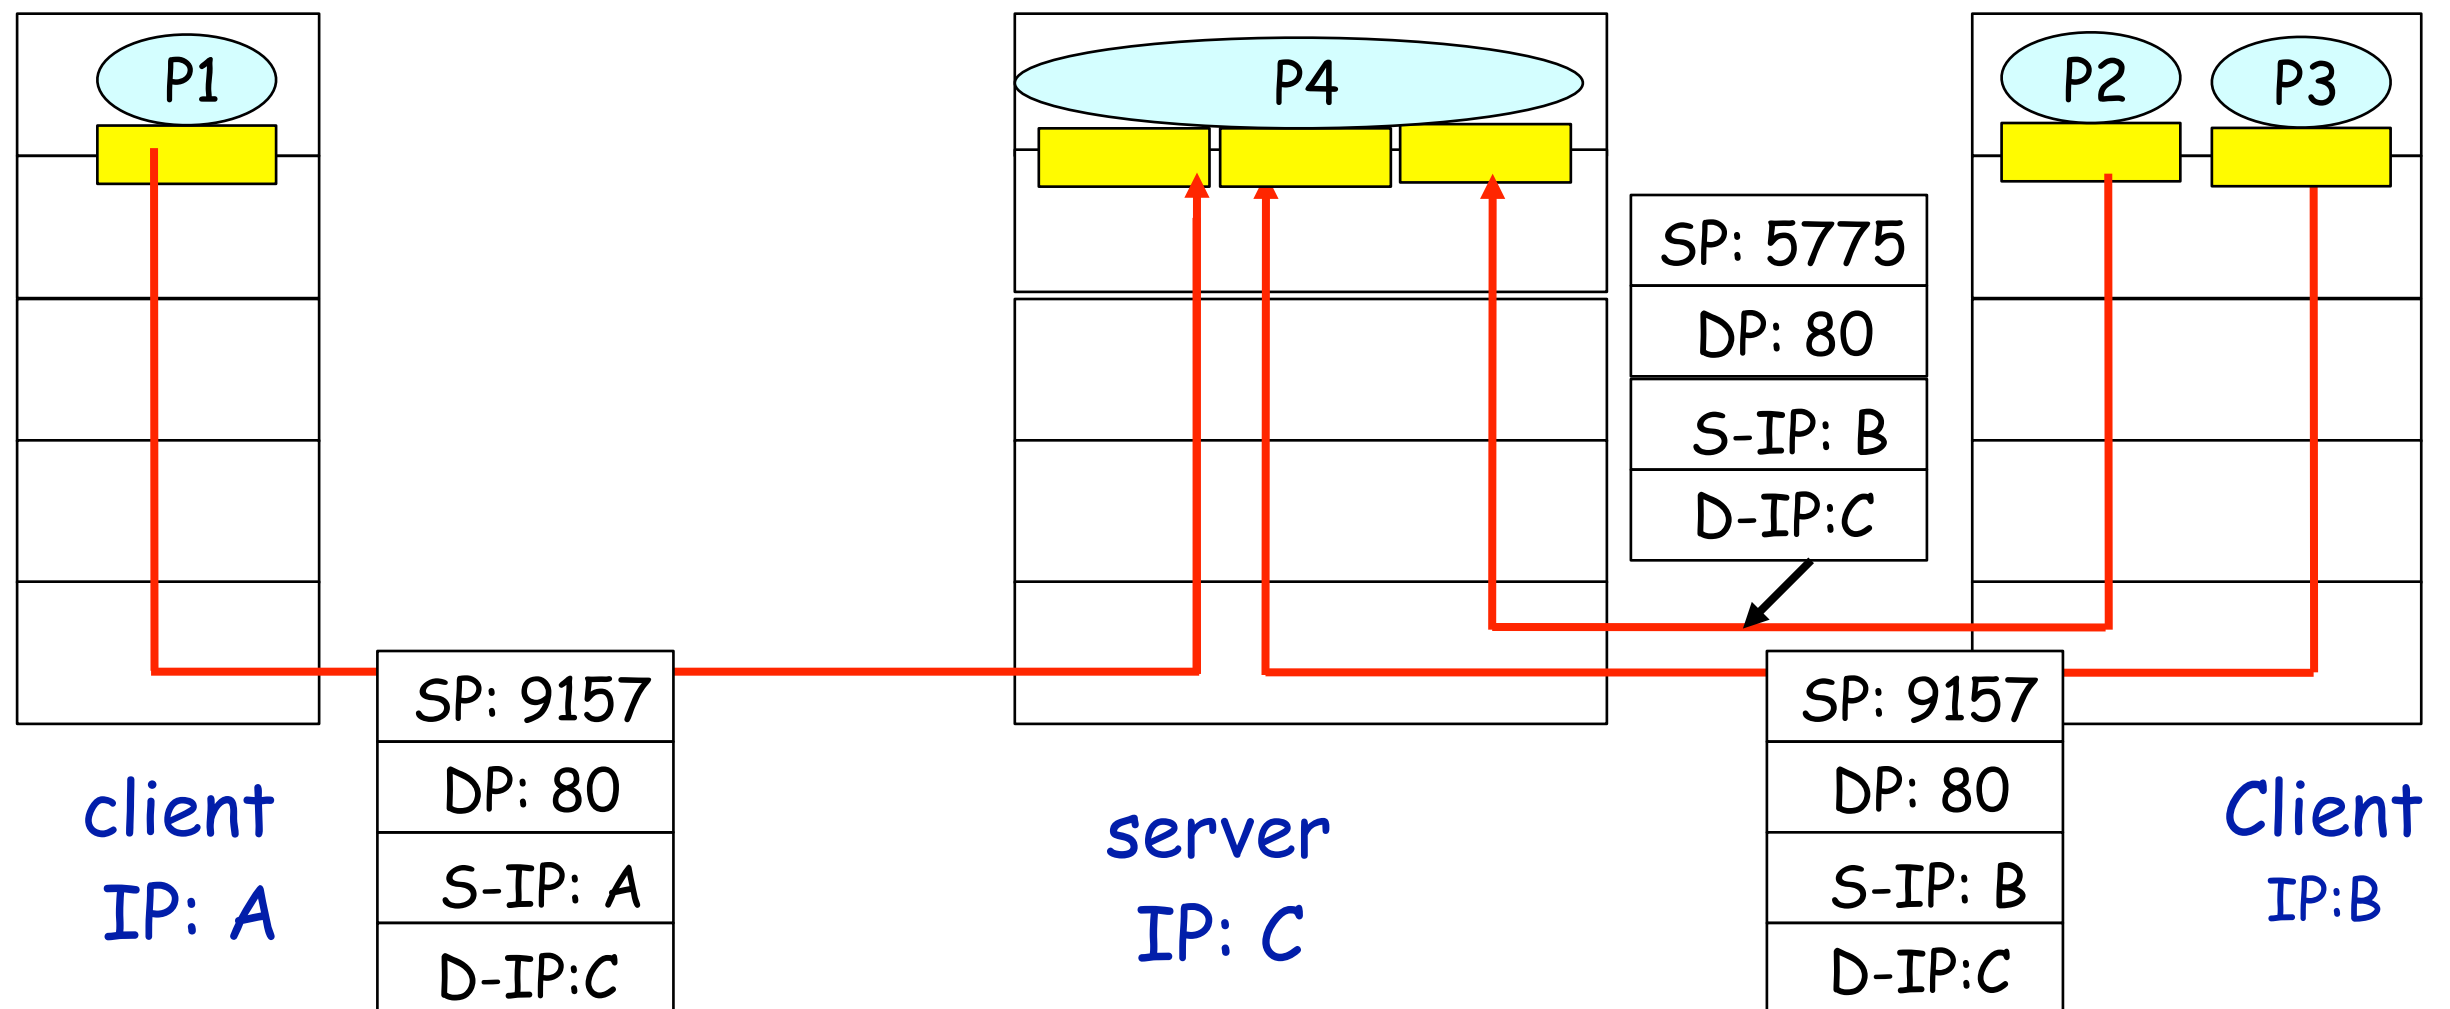 P1
P4
P2
P3
SP: 5775
DP: 80
S-IP: B
D-IP:C
SP: 9157
DP: 80
S-IP: A
D-IP:C
SP: 9157
DP: 80
S-IP: B
D-IP:C
client
IP: A
server
IP: C
Client
IP:B